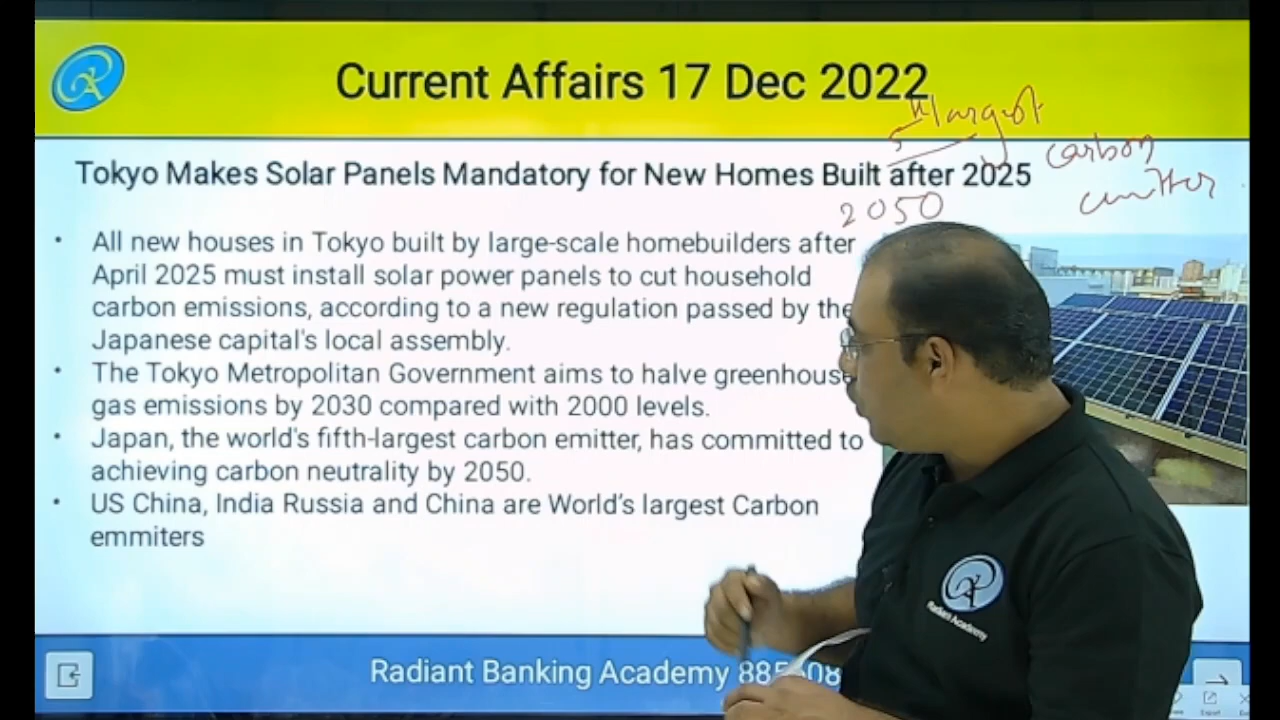 Current Affairs 17 Dec 2022
5th largest
carbon
emitter
Tokyo Makes Solar Panels Mandatory for New Homes Built after 2025
2050
All new houses in Tokyo built by large-scale homebuilders after
April 2025 must install solar power panels to cut household
carbon emissions, according to a new regulation passed by the
Japanese capital's local assembly.
The Tokyo Metropolitan Government aims to halve greenhouse
gas emissions by 2030 compared with 2000 levels.
Japan, the world's fifth-largest carbon emitter, has committed to
achieving carbon neutrality by 2050.
US China, India Russia and China are World's largest Carbon
emmiters
Radiant Academy
Radiant Banking Academy
Export